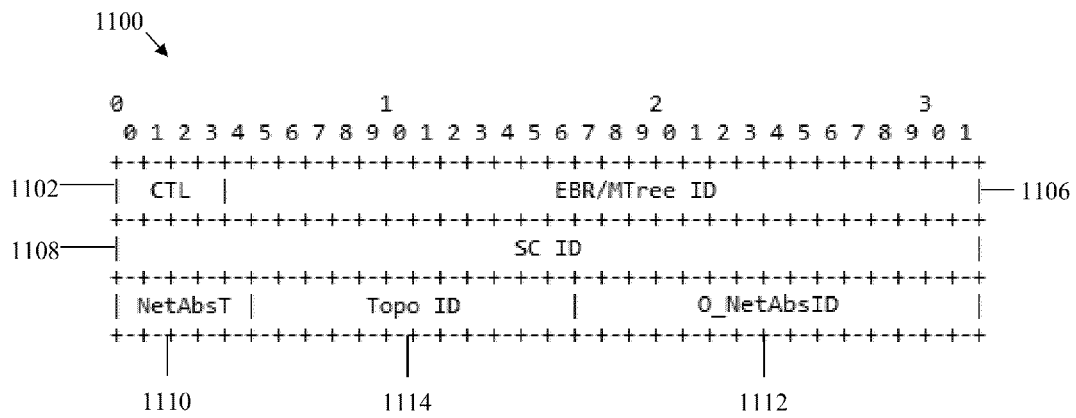 1100
0 1 2 3
0 1 2 3 4 5 6 7 8 9 0 1 2 3 4 5 6 7 8 9 0 1 2 3 4 5 6 7 8 9 0 1
+-+-+-+-+-+-+-+-+-+-+-+-+-+-+-+-+-+-+-+-+-+-+-+-+-+-+-+-+-+-+-+-+
1102 | CTL | EBR/MTree ID | 1106
+-+-+-+-+-+-+-+-+-+-+-+-+-+-+-+-+-+-+-+-+-+-+-+-+-+-+-+-+-+-+-+-+
1108 | SC ID |
+-+-+-+-+-+-+-+-+-+-+-+-+-+-+-+-+-+-+-+-+-+-+-+-+-+-+-+-+-+-+-+-+
| NetAbsT | Topo ID | O_NetAbsID |
+-+-+-+-+-+-+-+-+-+-+-+-+-+-+-+-+-+-+-+-+-+-+-+-+-+-+-+-+-+-+-+-+
1110 1114 1112